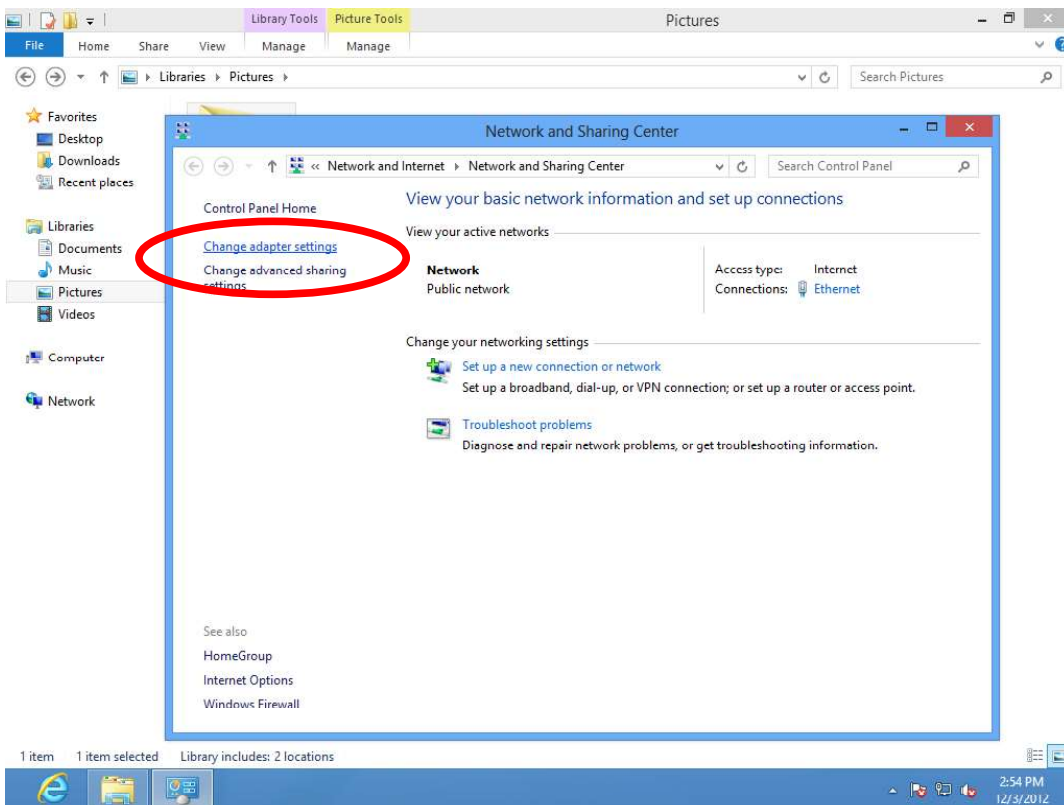 Library Tools
Picture Tools
Pictures
File
Home
Share
View
Manage
Manage
Libraries
Pictures
Search Pictures
Favorites
Desktop
Downloads
Recent places
Libraries
Documents
Music
Pictures
Videos
Computer
Network
Network and Sharing Center
« Network and Internet
Network and Sharing Center
Search Control Panel
Control Panel Home
Change adapter settings
Change advanced sharing
settings
View your basic network information and set up connections
View your active networks
Network
Public network
Access type: Internet
Connections: Ethernet
Change your networking settings
Set up a new connection or network
Set up a broadband, dial-up, or VPN connection; or set up a router or access point.
Troubleshoot problems
Diagnose and repair network problems, or get troubleshooting information.
See also
HomeGroup
Internet Options
Windows Firewall
1 item
1 item selected
Library includes: 2 locations
2:54 PM
12/3/2012